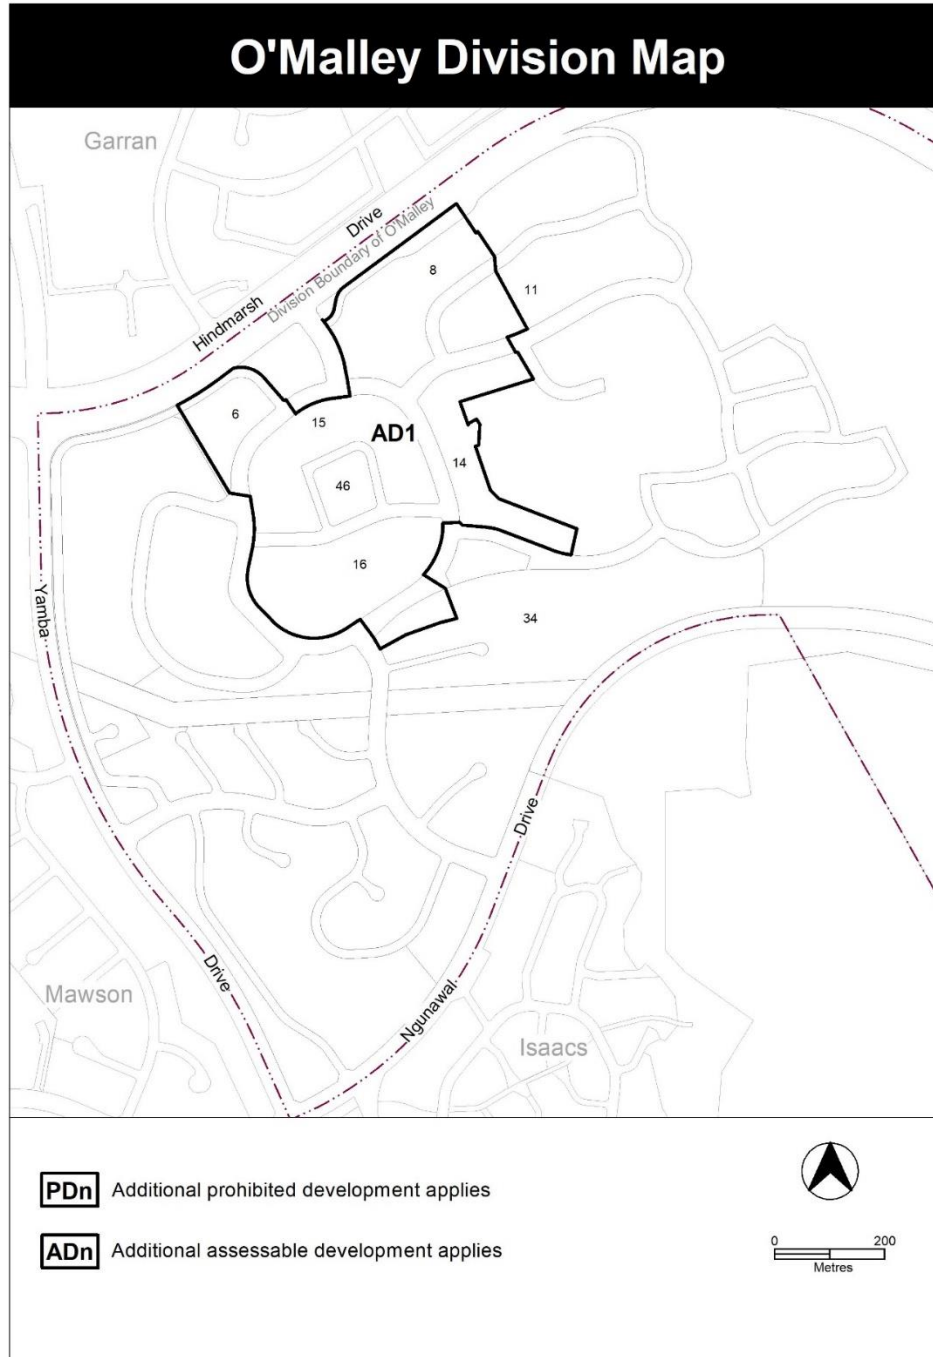 O'Malley Division Map
Garran
Hindmarsh
Drive
Division Boundary of O'Malley
8
11
6
15
AD1
14
46
16
34
Yamba
Drive
Drive
Ngunawal
Mawson
Isaacs
PDn Additional prohibited development applies
ADn Additional assessable development applies
0 200
Metres